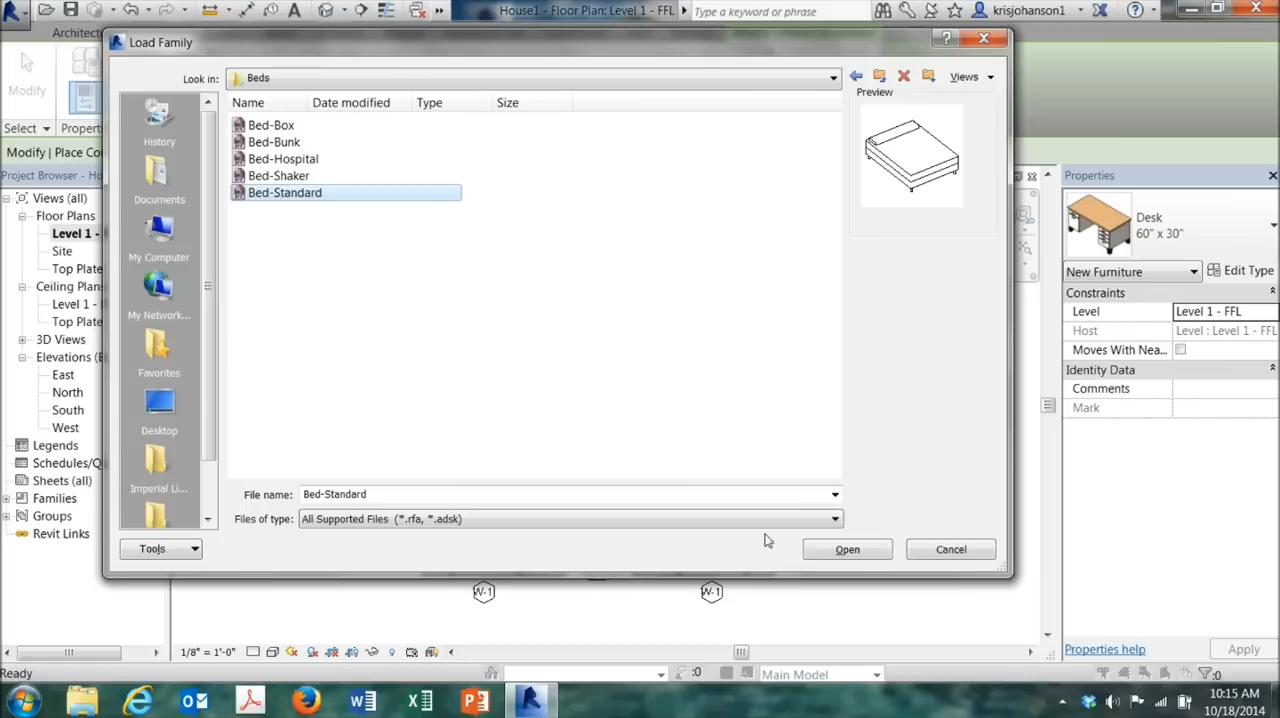 House1 - Floor Plan: Level 1 - FFL
Type a keyword or phrase
krisjohanson1
Load Family
Look in:
Beds
Views
Name
Date modified
Type
Size
Preview
Bed-Box
Bed-Bunk
Bed-Hospital
Bed-Shaker
Bed-Standard
History
Documents
My Computer
My Network...
Favorites
Desktop
Imperial Li...
File name:
Bed-Standard
Files of type:
All Supported Files (*.rfa, *.adsk)
Tools
Open
Cancel
Modify
Select
Modify | Place Co
Project Browser - Ho
Views (all)
Floor Plans
Level 1 -
Site
Top Plate
Ceiling Plans
Level 1 -
Top Plate
3D Views
Elevations (
East
North
South
West
Legends
Schedules/Q
Sheets (all)
Families
Groups
Revit Links
Properties
Desk
60" x 30"
New Furniture
Edit Type
Constraints
Level
Level 1 - FFL
Host
Level : Level 1 - FFL
Moves With Nea...
Identity Data
Comments
Mark
Properties help
Apply
W-1
W-1
1/8" = 1'-0"
Ready
:0
Main Model
:0
10:15 AM
10/18/2014